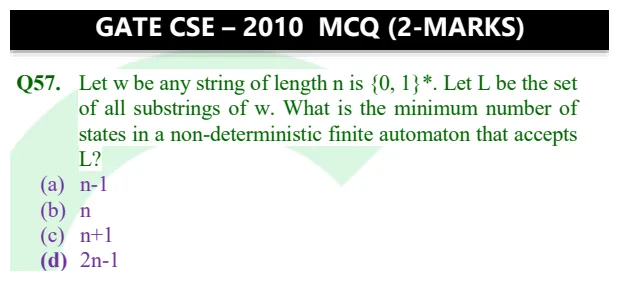 GATE CSE – 2010 MCQ (2-MARKS)
Q57. Let w be any string of length n is {0, 1}*. Let L be the set
of all substrings of w. What is the minimum number of
states in a non-deterministic finite automaton that accepts
L?
(a) n-1
(b) n
(c) n+1
(d) 2n-1